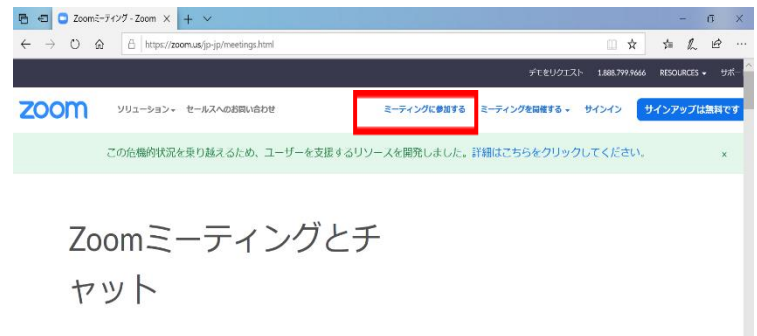 Zoomミーティング - Zoom
https://zoom.us/jp-jp/meetings.html
デモをリクエスト 1.888.799.9666 RESOURCES サポー
zoom ソリューション セールスへのお問い合わせ ミーティングに参加する ミーティングを開催する サインイン サインアップは無料です
この危機的状況を乗り越えるため、ユーザーを支援するリソースを開発しました。詳細はこちらをクリックしてください。 x
Zoomミーティングとチ
ャット